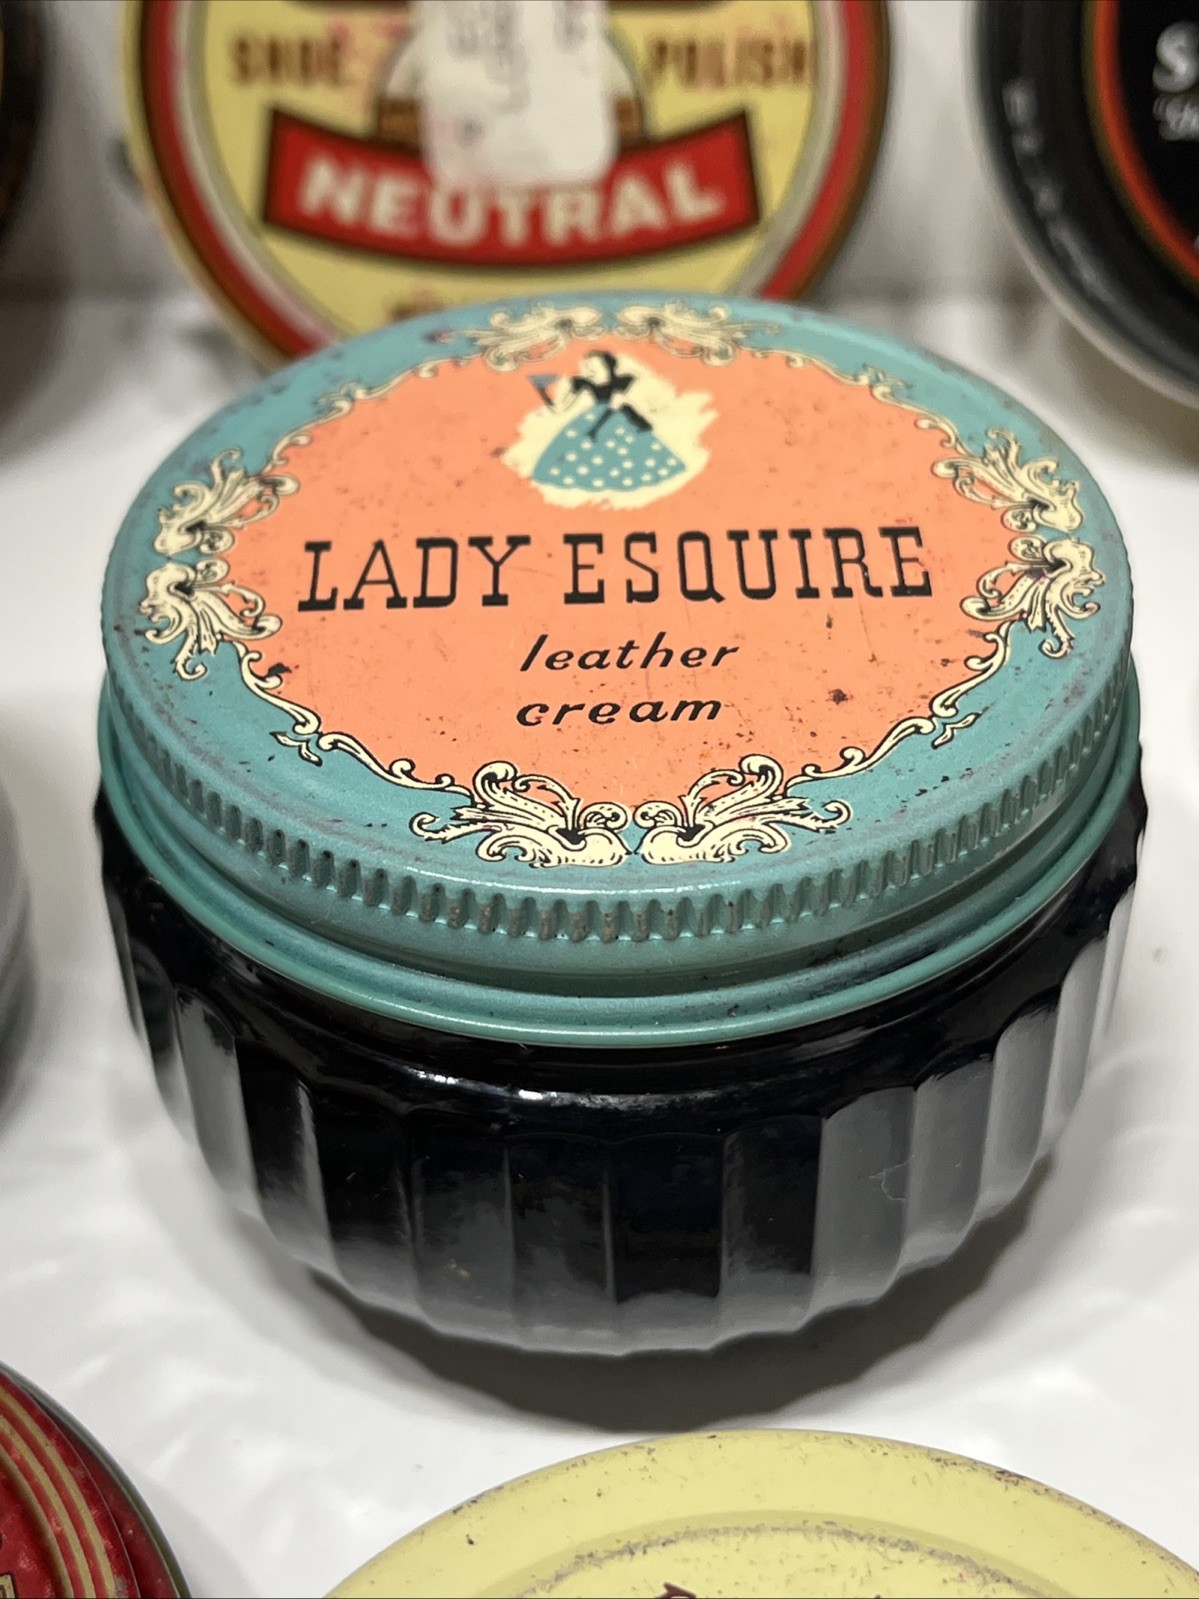 SHOE POLISH
NEUTRAL
LADY ESQUIRE
leather
cream